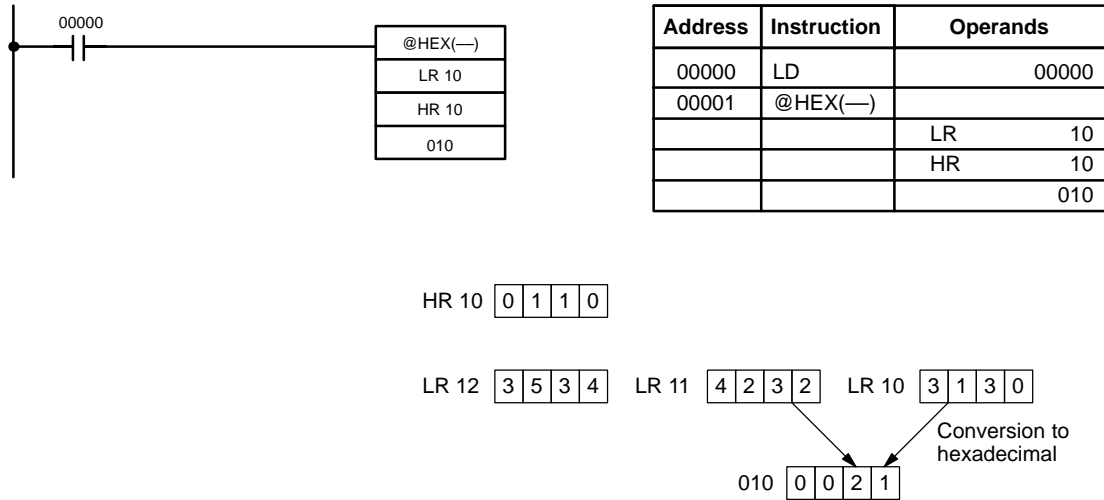 00000
@HEX(––)
LR 10
HR 10
010
Address Instruction Operands
00000 LD 00000
00001 @HEX(––)
LR 10
HR 10
010
HR 10 0 1 1 0
LR 12 3 5 3 4 LR 11 4 2 3 2 LR 10 3 1 3 0
Conversion to
hexadecimal
010 0 0 2 1